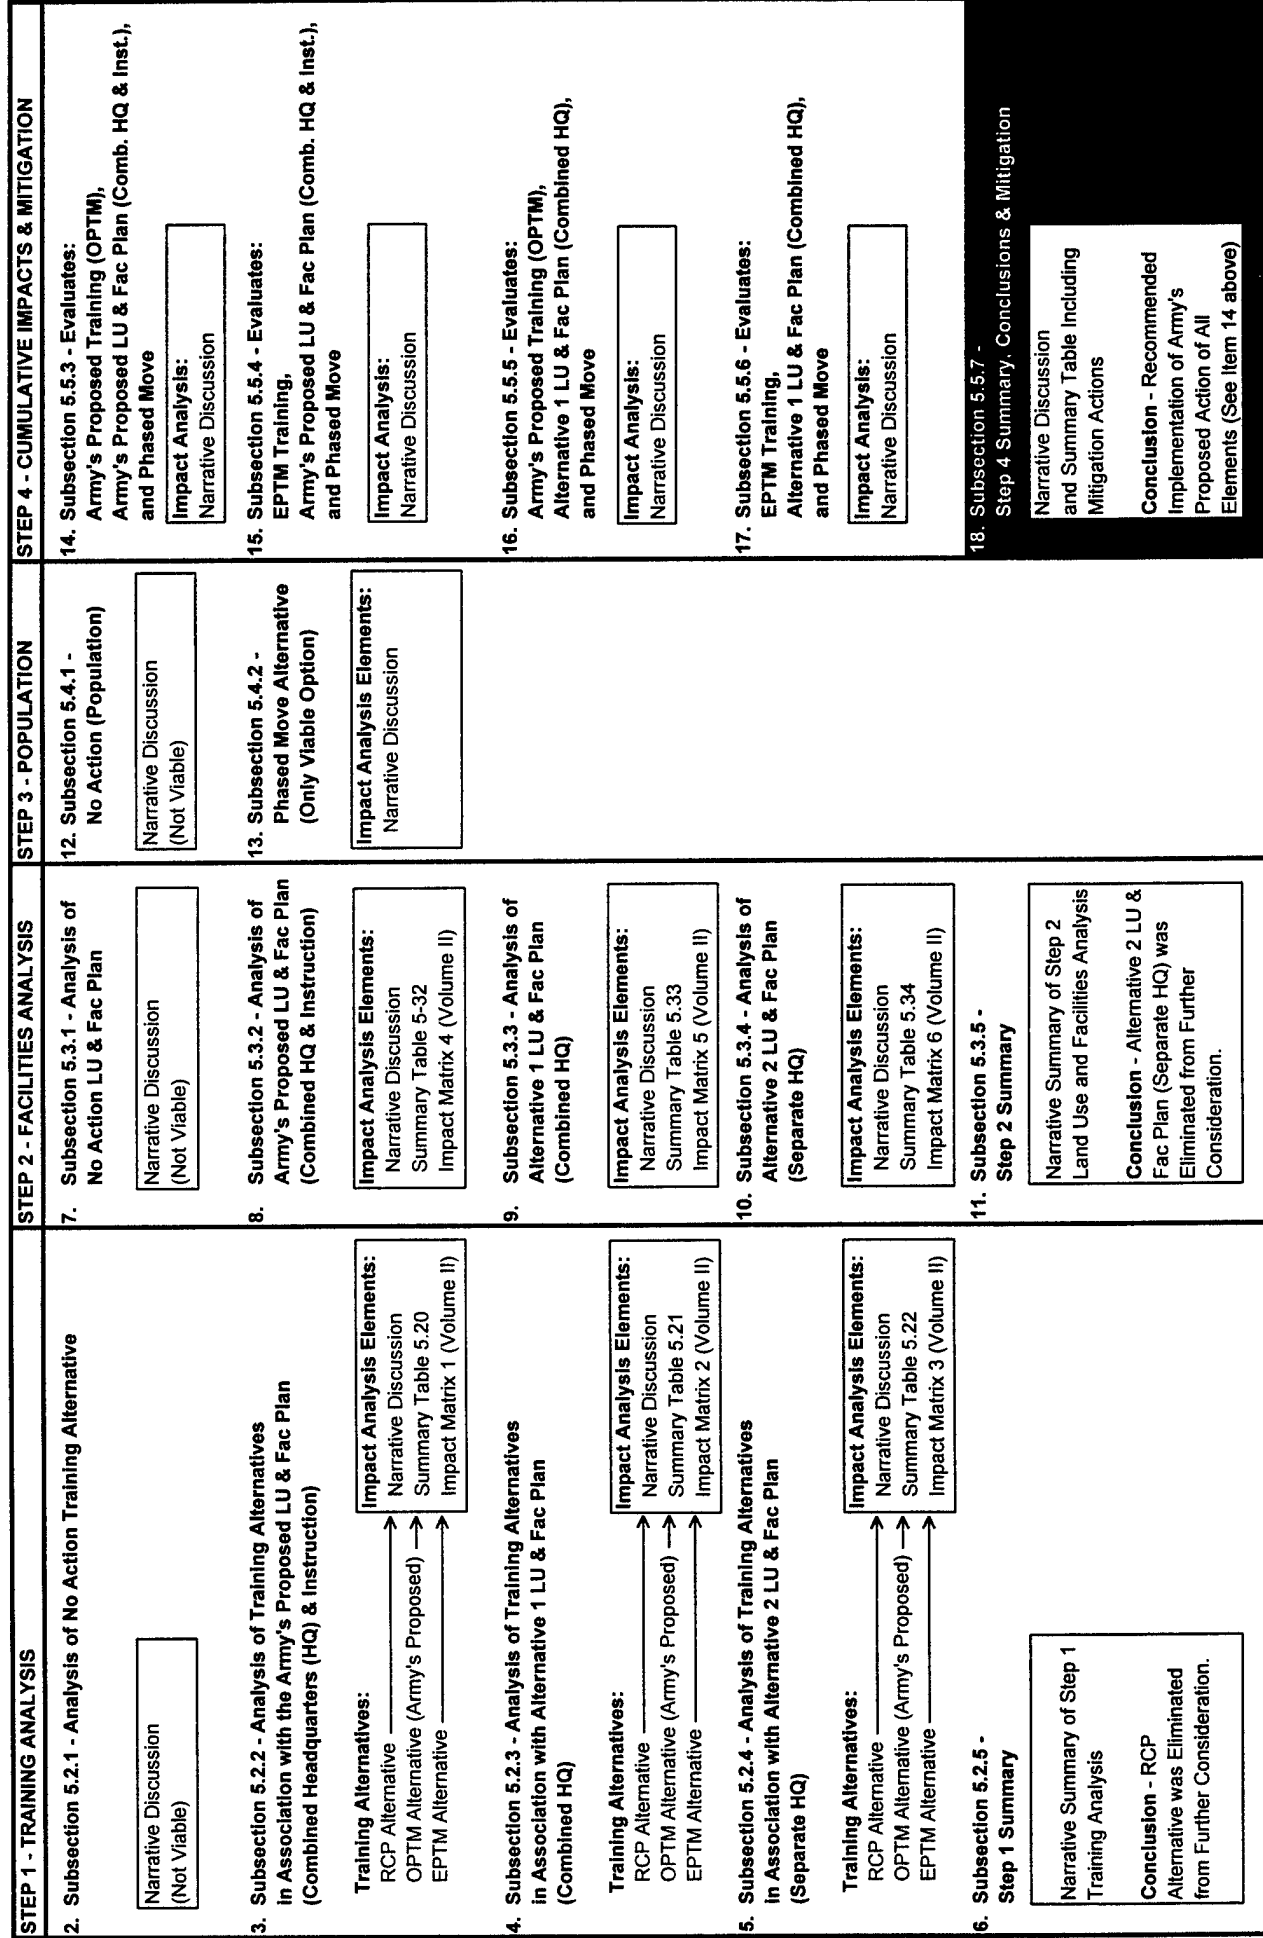 STEP 1 - TRAINING ANALYSIS
2. Subsection 5.2.1 - Analysis of No Action Training Alternative
Narrative Discussion
(Not Viable)
3. Subsection 5.2.2 - Analysis of Training Alternatives
in Association with the Army's Proposed LU & Fac Plan
(Combined Headquarters (HQ) & Instruction)
Training Alternatives:
RCP Alternative
OPTM Alternative (Army's Proposed)
EPTM Alternative
Impact Analysis Elements:
Narrative Discussion
Summary Table 5.20
Impact Matrix 1 (Volume II)
4. Subsection 5.2.3 - Analysis of Training Alternatives
in Association with Alternative 1 LU & Fac Plan
(Combined HQ)
Training Alternatives:
RCP Alternative
OPTM Alternative (Army's Proposed)
EPTM Alternative
Impact Analysis Elements:
Narrative Discussion
Summary Table 5.21
Impact Matrix 2 (Volume II)
5. Subsection 5.2.4 - Analysis of Training Alternatives
in Association with Alternative 2 LU & Fac Plan
(Separate HQ)
Training Alternatives:
RCP Alternative
OPTM Alternative (Army's Proposed)
EPTM Alternative
Impact Analysis Elements:
Narrative Discussion
Summary Table 5.22
Impact Matrix 3 (Volume II)
6. Subsection 5.2.5 -
Step 1 Summary
Narrative Summary of Step 1
Training Analysis
Conclusion - RCP
Alternative was Eliminated
from Further Consideration.
STEP 2 - FACILITIES ANALYSIS
7. Subsection 5.3.1 - Analysis of
No Action LU & Fac Plan
Narrative Discussion
(Not Viable)
8. Subsection 5.3.2 - Analysis of
Army's Proposed LU & Fac Plan
(Combined HQ & Instruction)
Impact Analysis Elements:
Narrative Discussion
Summary Table 5-32
Impact Matrix 4 (Volume II)
9. Subsection 5.3.3 - Analysis of
Alternative 1 LU & Fac Plan
(Combined HQ)
Impact Analysis Elements:
Narrative Discussion
Summary Table 5.33
Impact Matrix 5 (Volume II)
10. Subsection 5.3.4 - Analysis of
Alternative 2 LU & Fac Plan
(Separate HQ)
Impact Analysis Elements:
Narrative Discussion
Summary Table 5.34
Impact Matrix 6 (Volume II)
11. Subsection 5.3.5 -
Step 2 Summary
Narrative Summary of Step 2
Land Use and Facilities Analysis
Conclusion - Alternative 2 LU &
Fac Plan (Separate HQ) was
Eliminated from Further
Consideration.
STEP 3 - POPULATION
12. Subsection 5.4.1 -
No Action (Population)
Narrative Discussion
(Not Viable)
13. Subsection 5.4.2 -
Phased Move Alternative
(Only Viable Option)
Impact Analysis Elements:
Narrative Discussion
STEP 4 - CUMULATIVE IMPACTS & MITIGATION
14. Subsection 5.5.3 - Evaluates:
Army's Proposed Training (OPTM),
Army's Proposed LU & Fac Plan (Comb. HQ & Inst.),
and Phased Move
Impact Analysis:
Narrative Discussion
15. Subsection 5.5.4 - Evaluates:
EPTM Training,
Army's Proposed LU & Fac Plan (Comb. HQ & Inst.),
and Phased Move
Impact Analysis:
Narrative Discussion
16. Subsection 5.5.5 - Evaluates:
Army's Proposed Training (OPTM),
Alternative 1 LU & Fac Plan (Combined HQ),
and Phased Move
Impact Analysis:
Narrative Discussion
17. Subsection 5.5.6 - Evaluates:
EPTM Training,
Alternative 1 LU & Fac Plan (Combined HQ),
and Phased Move
Impact Analysis:
Narrative Discussion
18. Subsection 5.5.7 -
Step 4 Summary, Conclusions & Mitigation
Narrative Discussion
and Summary Table Including
Mitigation Actions
Conclusion - Recommended
Implementation of Army's
Proposed Action of All
Elements (See Item 14 above)